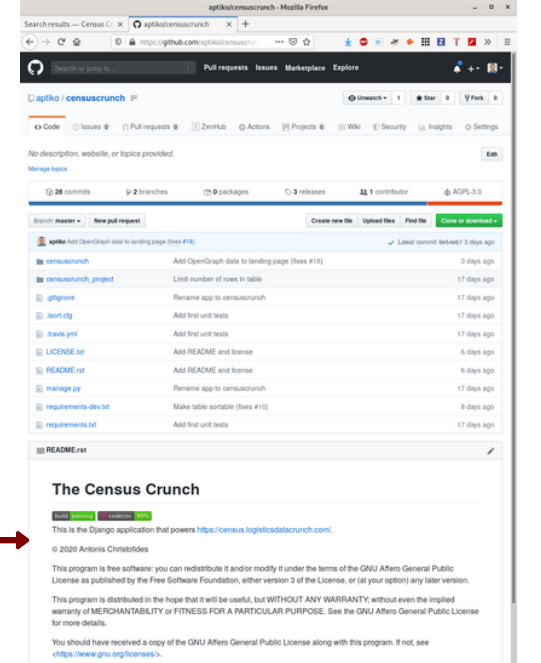 aptiko/censuscrunch - Mozilla Firefox
Search results — Census Cr
aptiko/censuscrunch
https://github.com/aptiko/censuscrun
Search or jump to...
Pull requests Issues Marketplace Explore
aptiko / censuscrunch
Unwatch 1 Star 0 Fork 0
Code Issues 0 Pull requests 0 ZenHub Actions Projects 0 Wiki Security Insights Settings
No description, website, or topics provided.
Edit
Manage topics
28 commits 2 branches 0 packages 3 releases 1 contributor AGPL-3.0
Branch: master New pull request Create new file Upload files Find file Clone or download
aptiko Add OpenGraph data to landing page (fixes #18) Latest commit 3 days ago
censuscrunch Add OpenGraph data to landing page (fixes #18) 3 days ago
censuscrunch_project Limit number of rows in table 17 days ago
.gitignore Rename app to censuscrunch 17 days ago
.isort.cfg Add first unit tests 17 days ago
.travis.yml Add first unit tests 17 days ago
LICENSE.txt Add README and license 6 days ago
README.rst Add README and license 6 days ago
manage.py Rename app to censuscrunch 17 days ago
requirements-dev.txt Make table sortable (fixes #10) 8 days ago
requirements.txt Add first unit tests 17 days ago
README.rst
The Census Crunch
build passing codecov 99%
This is the Django application that powers https://census.logisticsdatacrunch.com/.
© 2020 Antonis Christofides
This program is free software: you can redistribute it and/or modify it under the terms of the GNU Affero General Public
License as published by the Free Software Foundation, either version 3 of the License, or (at your option) any later version.
This program is distributed in the hope that it will be useful, but WITHOUT ANY WARRANTY; without even the implied
warranty of MERCHANTABILITY or FITNESS FOR A PARTICULAR PURPOSE. See the GNU Affero General Public License
for more details.
You should have received a copy of the GNU Affero General Public License along with this program. If not, see
<https://www.gnu.org/licenses/>.